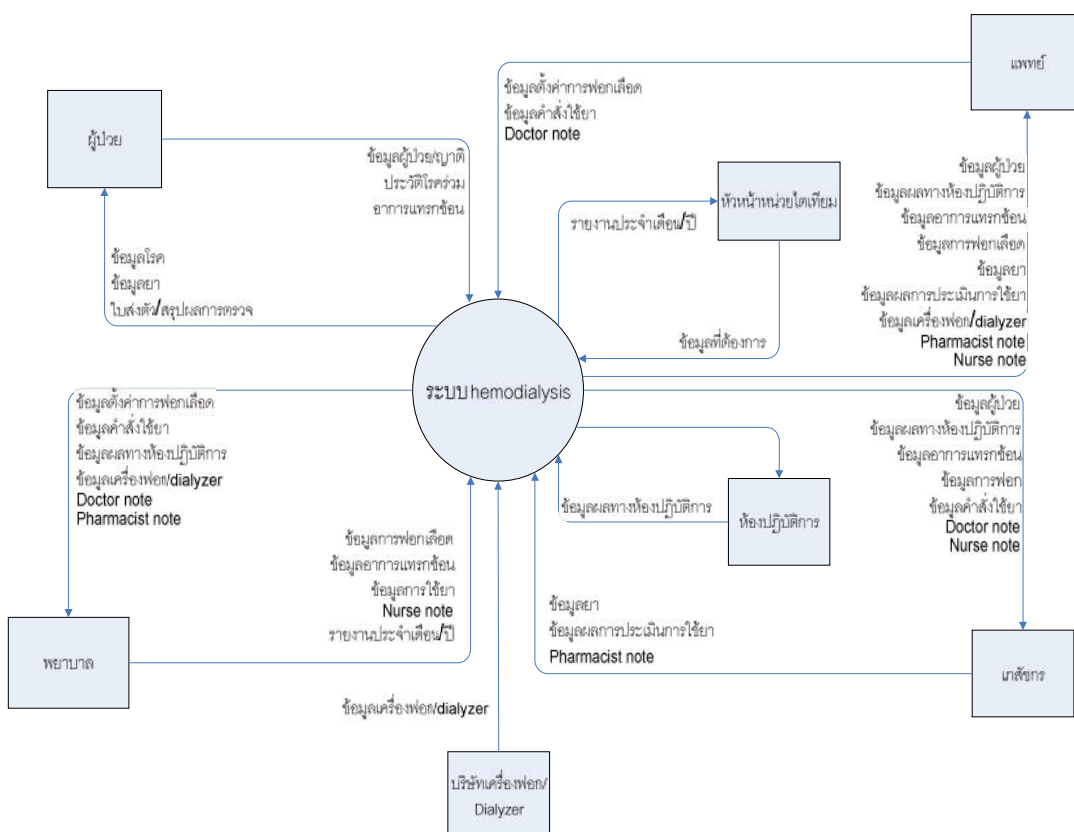 แพทย์
ข้อมูลตั้งค่าการฟอกเลือด
ข้อมูลคำสั่งใช้ยา
Doctor note
ผู้ป่วย
ข้อมูลผู้ป่วย/ญาติ
ประวัติโรคร่วม
อาการแทรกซ้อน
หัวหน้าหน่วยไตเทียม
รายงานประจำเดือน/ปี
ข้อมูลผู้ป่วย
ข้อมูลผลทางห้องปฏิบัติการ
ข้อมูลอาการแทรกซ้อน
ข้อมูลการฟอกเลือด
ข้อมูลยา
ข้อมูลผลการประเมินการใช้ยา
ข้อมูลเครื่องฟอก/dialyzer
Pharmacist note
Nurse note
ข้อมูลโรค
ข้อมูลยา
ใบส่งตัว/สรุปผลการตรวจ
ข้อมูลที่ต้องการ
ระบบ hemodialysis
ข้อมูลตั้งค่าการฟอกเลือด
ข้อมูลคำสั่งใช้ยา
ข้อมูลผลทางห้องปฏิบัติการ
ข้อมูลเครื่องฟอก/dialyzer
Doctor note
Pharmacist note
ข้อมูลผู้ป่วย
ข้อมูลผลทางห้องปฏิบัติการ
ข้อมูลอาการแทรกซ้อน
ข้อมูลการฟอก
ข้อมูลคำสั่งใช้ยา
Doctor note
Nurse note
ข้อมูลผลทางห้องปฏิบัติการ
ห้องปฏิบัติการ
ข้อมูลการฟอกเลือด
ข้อมูลอาการแทรกซ้อน
ข้อมูลการใช้ยา
Nurse note
รายงานประจำเดือน/ปี
ข้อมูลยา
ข้อมูลผลการประเมินการใช้ยา
Pharmacist note
พยาบาล
เภสัชกร
ข้อมูลเครื่องฟอก/dialyzer
บริษัทเครื่องฟอก/
Dialyzer